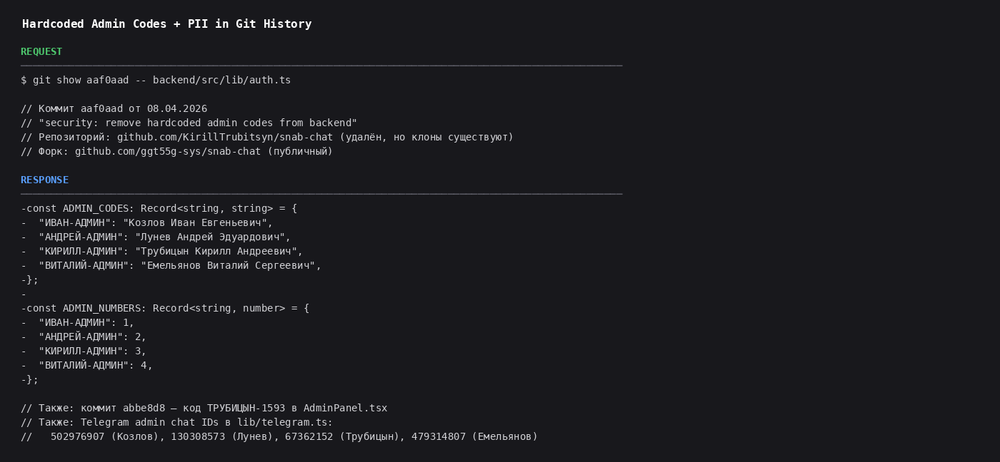 Hardcoded Admin Codes + PII in Git History
REQUEST
$ git show aaf0aad -- backend/src/lib/auth.ts
// Коммит aaf0aad от 08.04.2026
// "security: remove hardcoded admin codes from backend"
// Репозиторий: github.com/KirillTrubitsyn/snab-chat (удалён, но клоны существуют)
// Форк: github.com/ggt55g-sys/snab-chat (публичный)
RESPONSE
-const ADMIN_CODES: Record<string, string> = {
-  "ИВАН-АДМИН": "Козлов Иван Евгеньевич",
-  "АНДРЕЙ-АДМИН": "Лунев Андрей Эдуардович",
-  "КИРИЛЛ-АДМИН": "Трубицын Кирилл Андреевич",
-  "ВИТАЛИЙ-АДМИН": "Емельянов Виталий Сергеевич",
-};
-
-const ADMIN_NUMBERS: Record<string, number> = {
-  "ИВАН-АДМИН": 1,
-  "АНДРЕЙ-АДМИН": 2,
-  "КИРИЛЛ-АДМИН": 3,
-  "ВИТАЛИЙ-АДМИН": 4,
-};
// Также: коммит abbe8d8 — код ТРУБИЦЫН-1593 в AdminPanel.tsx
// Также: Telegram admin chat IDs в lib/telegram.ts:
//   502976907 (Козлов), 130308573 (Лунев), 67362152 (Трубицын), 479314807 (Емельянов)